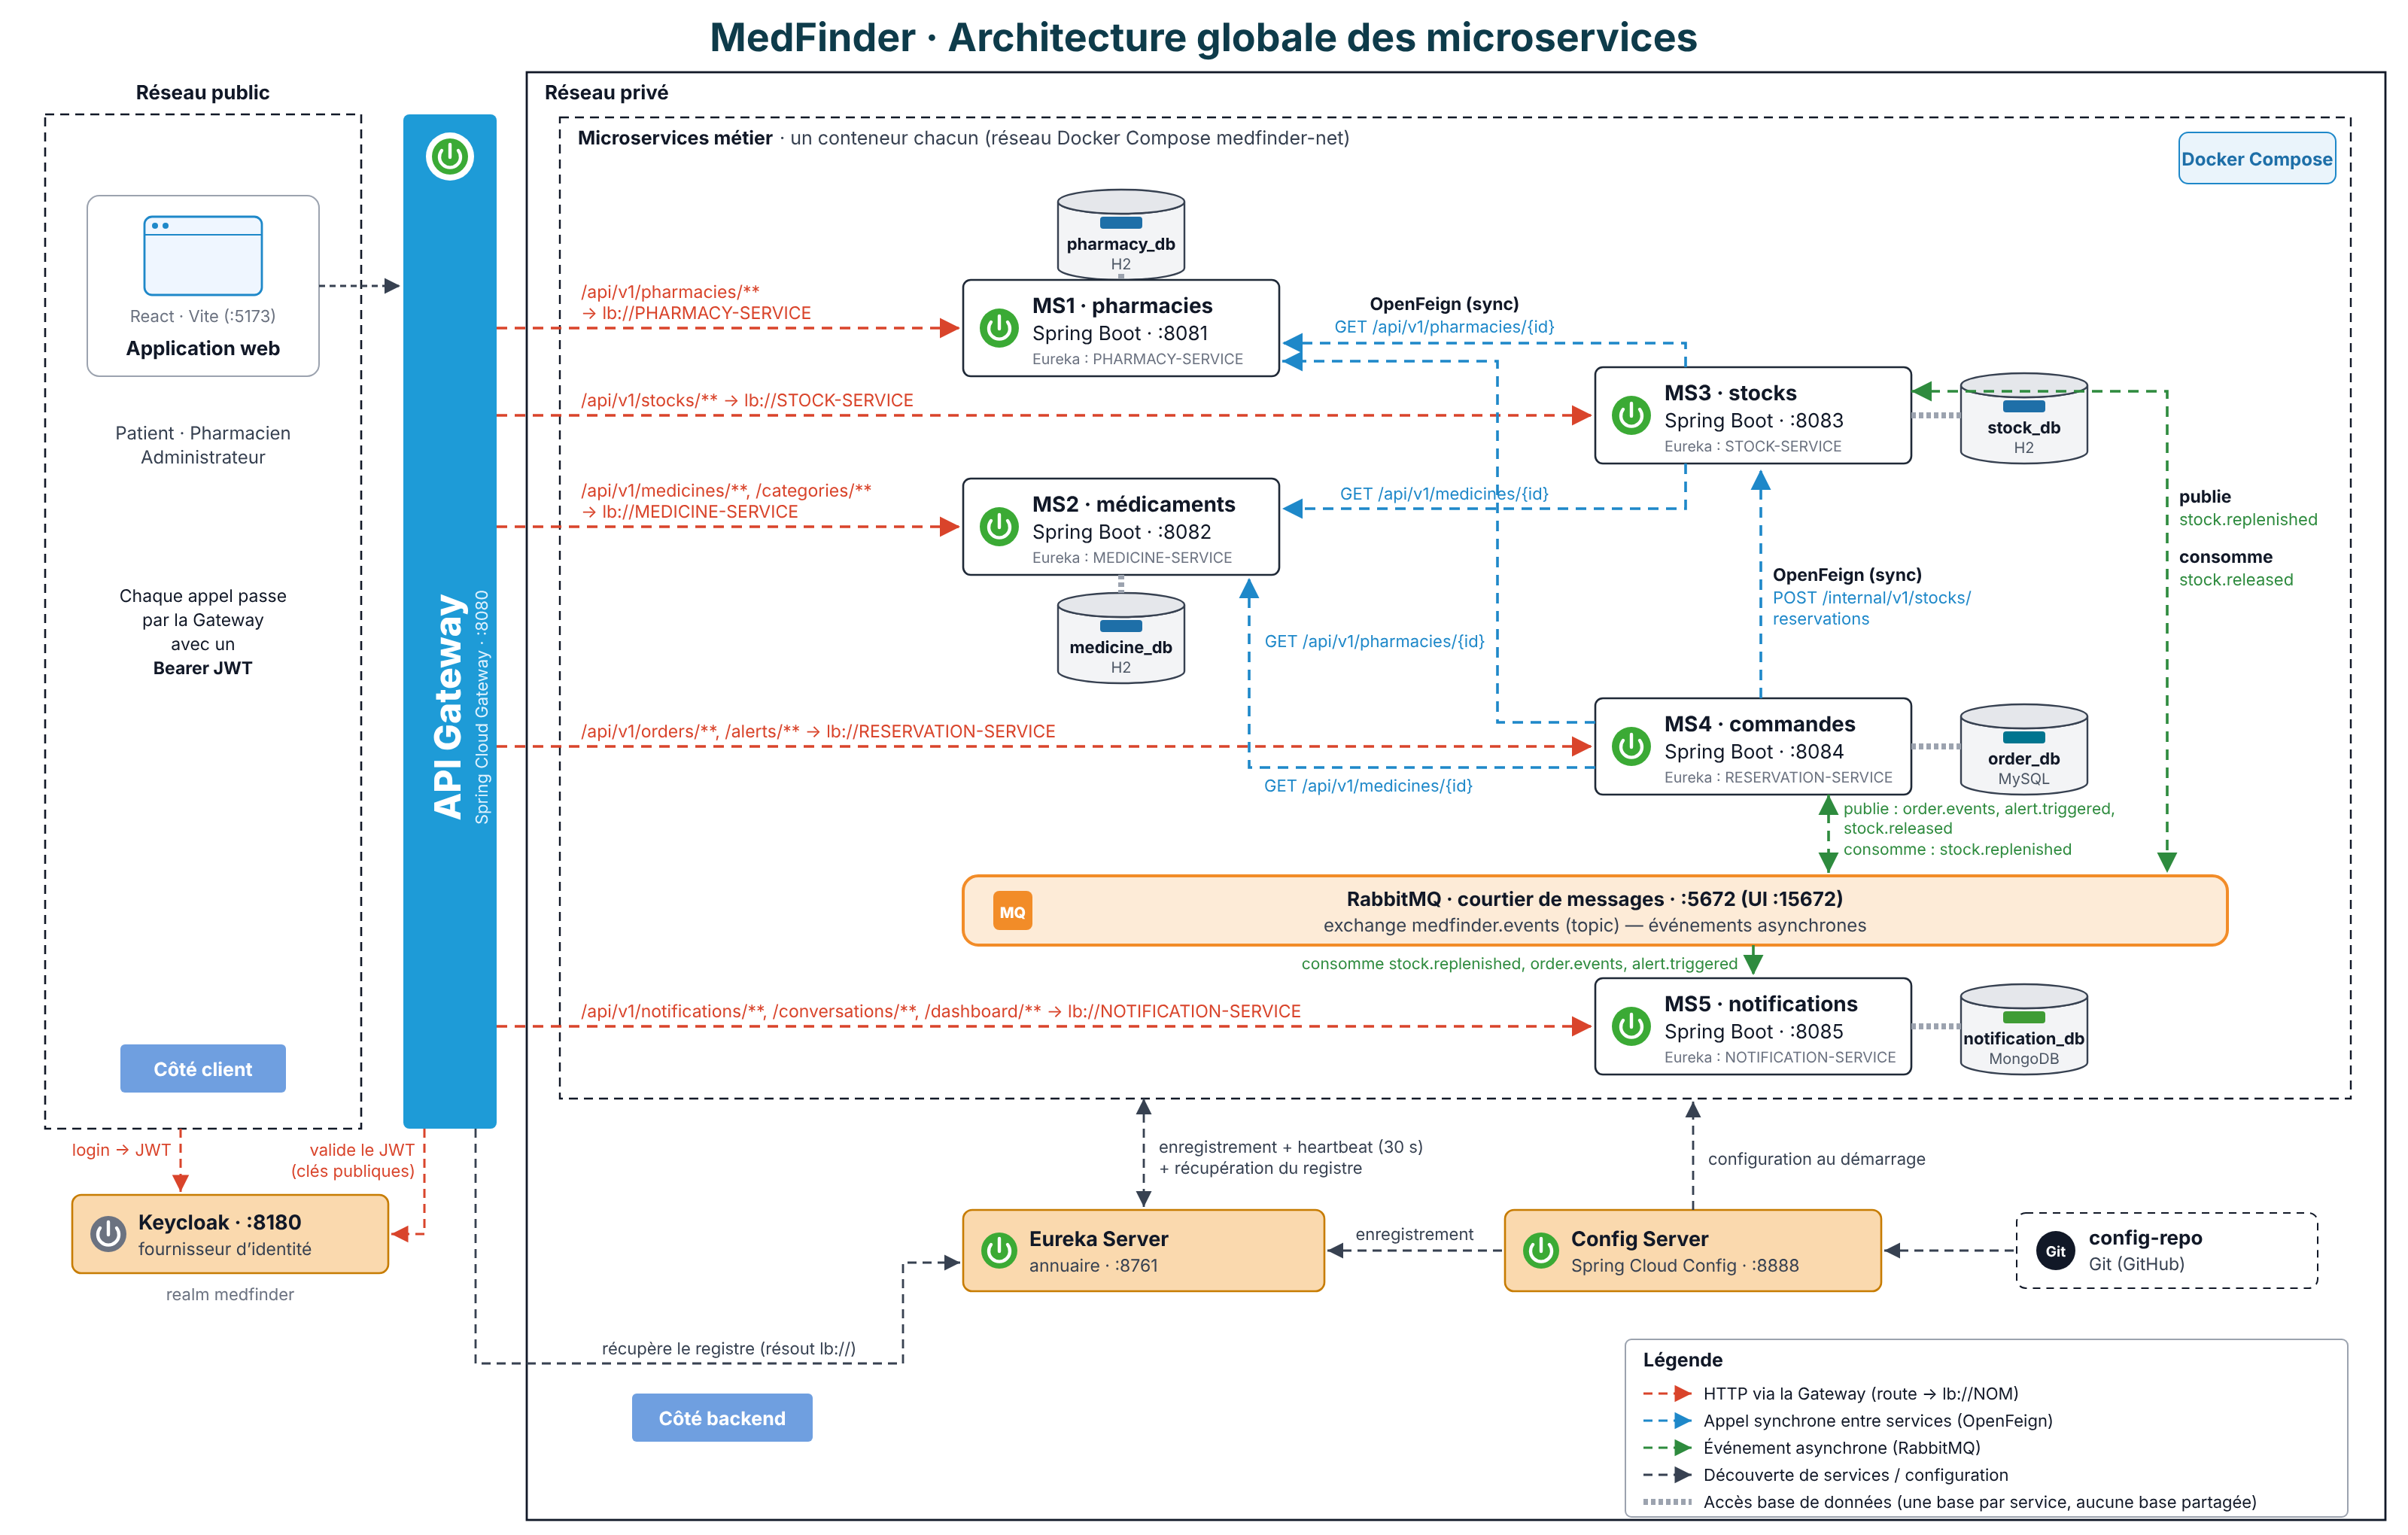 MedFinder · Architecture globale des microservices
Réseau public
Réseau privé
Microservices métier · un conteneur chacun (réseau Docker Compose medfinder-net)
Docker Compose
React · Vite (:5173)
Application web
Patient · Pharmacien
Administrateur
Chaque appel passe
par la Gateway
avec un
Bearer JWT
Côté client
API Gateway
Spring Cloud Gateway · :8080
pharmacy_db
H2
/api/v1/pharmacies/**
→ lb://PHARMACY-SERVICE
MS1 · pharmacies
Spring Boot · :8081
Eureka : PHARMACY-SERVICE
OpenFeign (sync)
GET /api/v1/pharmacies/{id}
/api/v1/stocks/** → lb://STOCK-SERVICE
MS3 · stocks
Spring Boot · :8083
Eureka : STOCK-SERVICE
stock_db
H2
/api/v1/medicines/**, /categories/**
→ lb://MEDICINE-SERVICE
MS2 · médicaments
Spring Boot · :8082
Eureka : MEDICINE-SERVICE
GET /api/v1/medicines/{id}
publie
stock.replenished
consomme
stock.released
medicine_db
H2
GET /api/v1/pharmacies/{id}
OpenFeign (sync)
POST /internal/v1/stocks/
reservations
/api/v1/orders/**, /alerts/** → lb://RESERVATION-SERVICE
MS4 · commandes
Spring Boot · :8084
Eureka : RESERVATION-SERVICE
order_db
MySQL
GET /api/v1/medicines/{id}
publie : order.events, alert.triggered,
stock.released
consomme : stock.replenished
MQ
RabbitMQ · courtier de messages · :5672 (UI :15672)
exchange medfinder.events (topic) — événements asynchrones
consomme stock.replenished, order.events, alert.triggered
/api/v1/notifications/**, /conversations/**, /dashboard/** → lb://NOTIFICATION-SERVICE
MS5 · notifications
Spring Boot · :8085
Eureka : NOTIFICATION-SERVICE
notification_db
MongoDB
login → JWT
valide le JWT
(clés publiques)
Keycloak · :8180
fournisseur d’identité
realm medfinder
enregistrement + heartbeat (30 s)
+ récupération du registre
configuration au démarrage
Eureka Server
annuaire · :8761
enregistrement
Config Server
Spring Cloud Config · :8888
Git
config-repo
Git (GitHub)
récupère le registre (résout lb://)
Côté backend
Légende
HTTP via la Gateway (route → lb://NOM)
Appel synchrone entre services (OpenFeign)
Événement asynchrone (RabbitMQ)
Découverte de services / configuration
Accès base de données (une base par service, aucune base partagée)